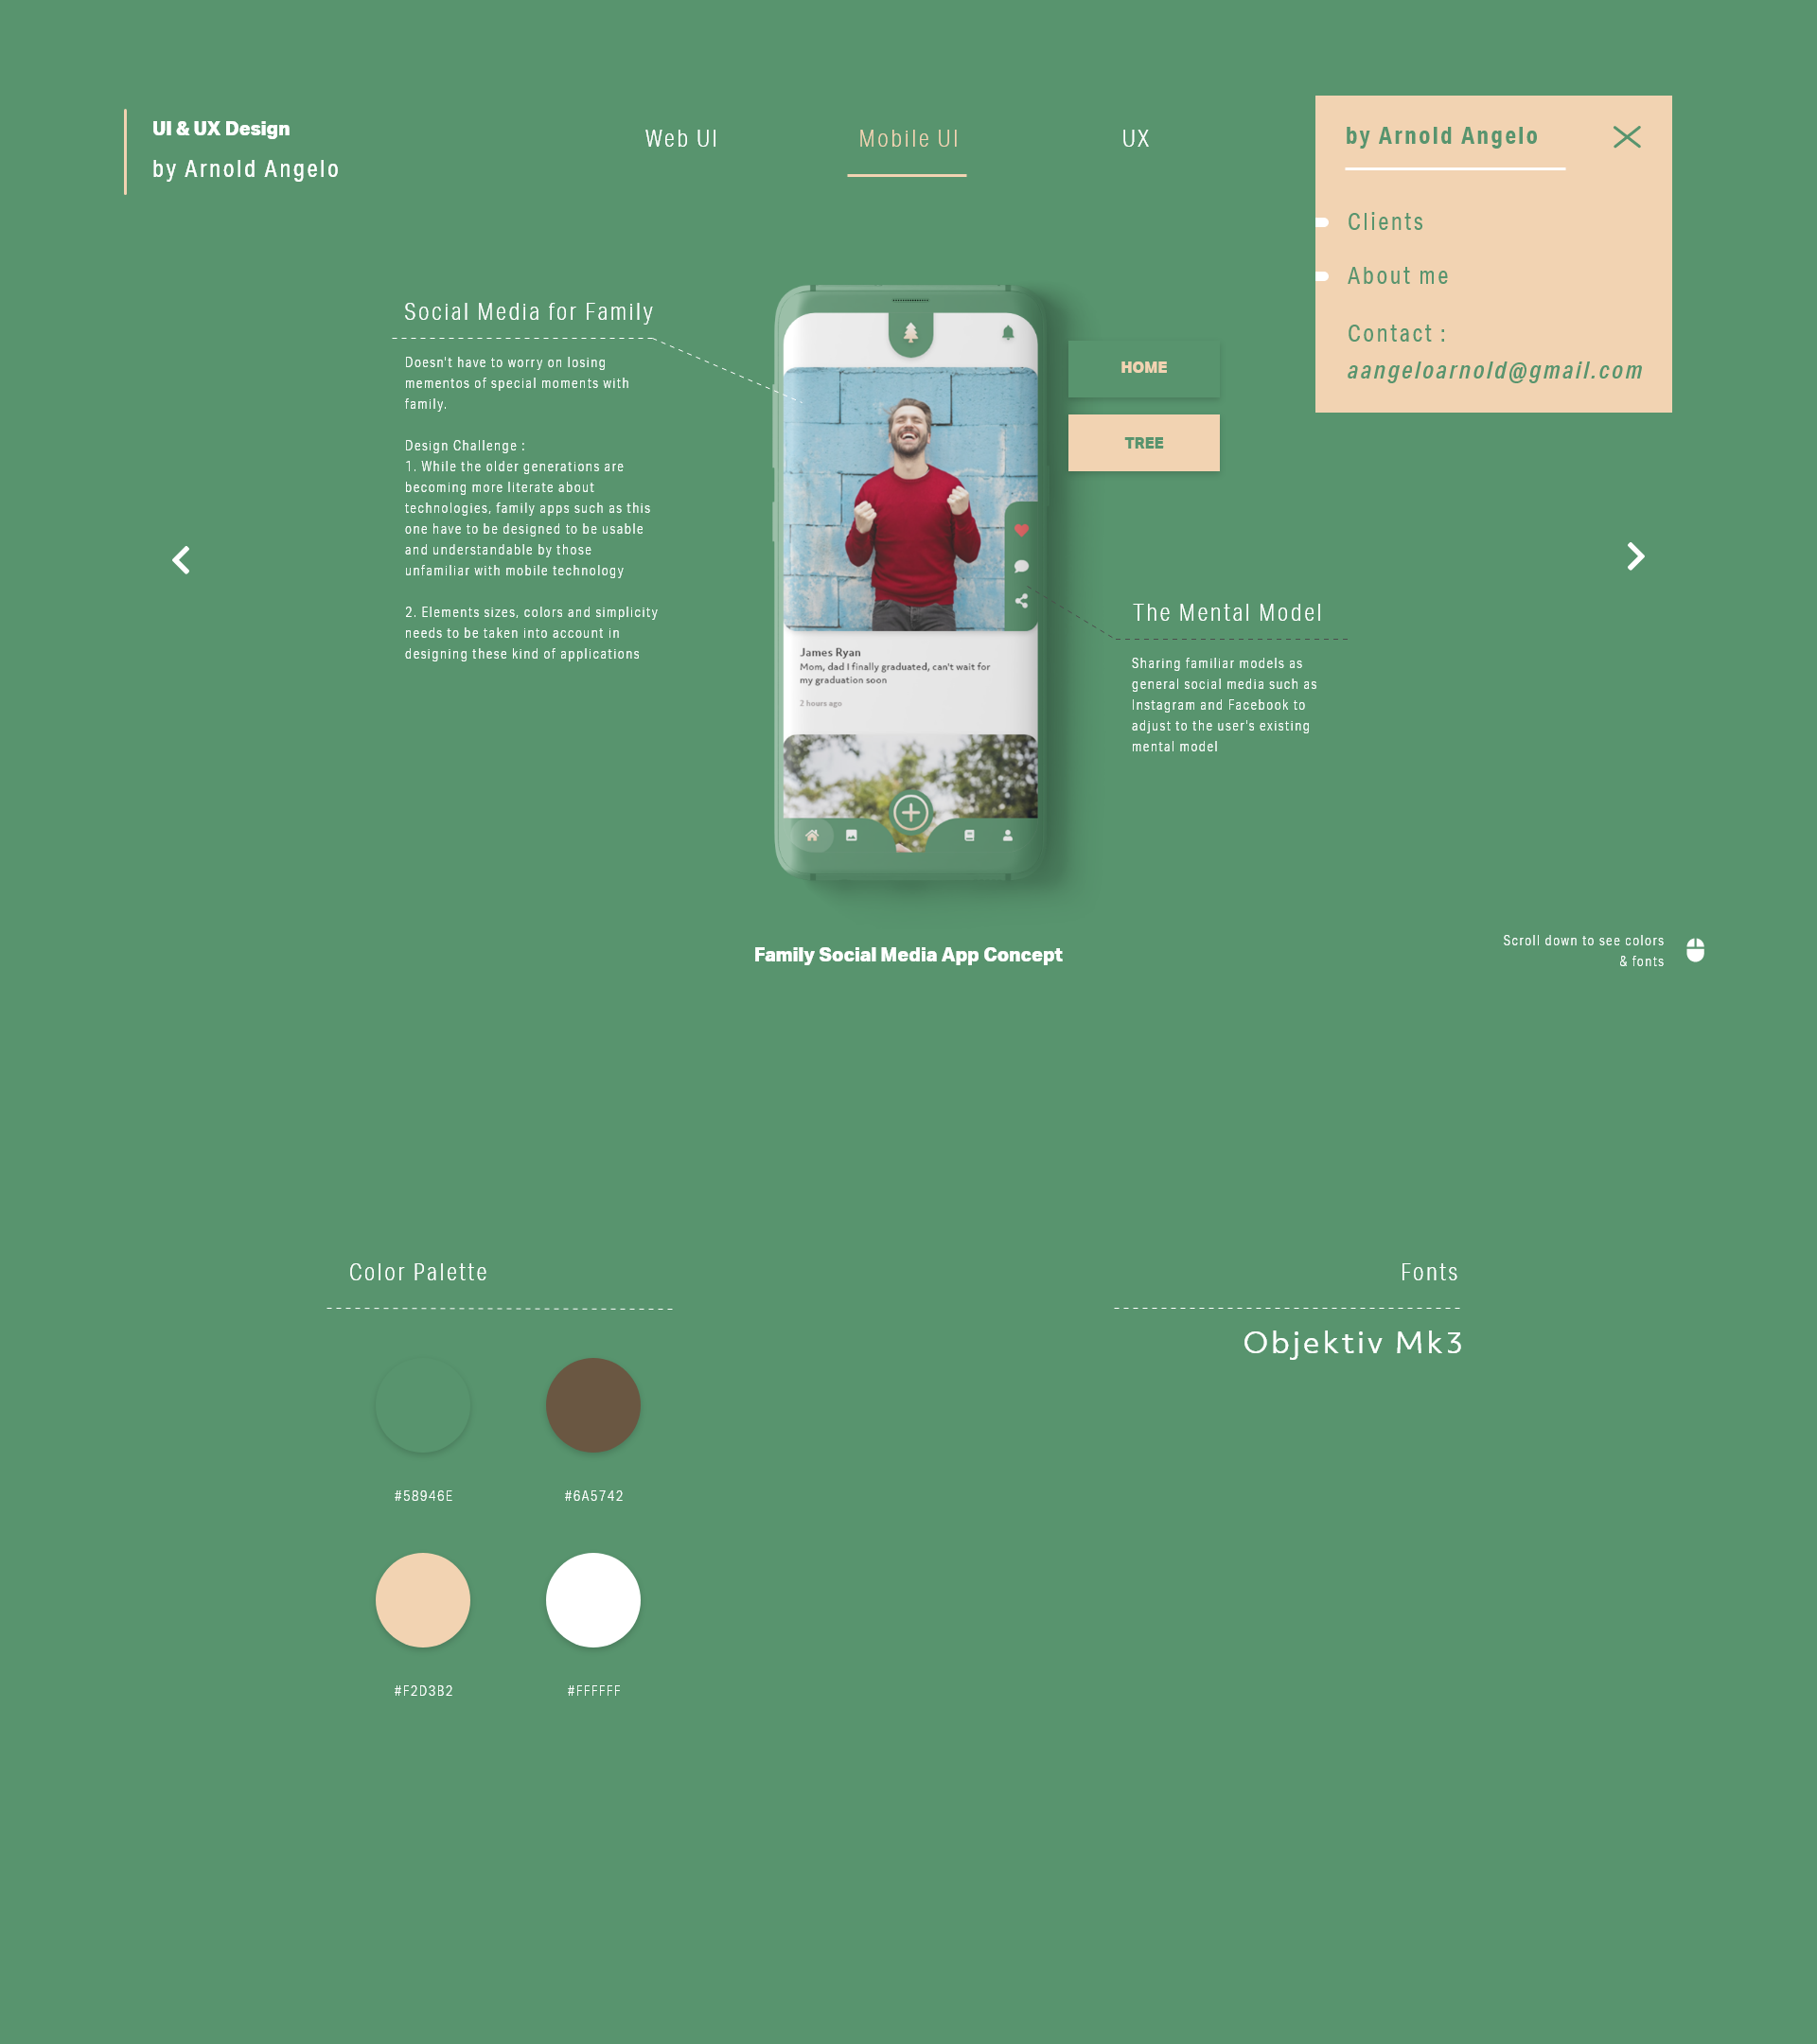 UI & UX Design
by Arnold Angelo
Web UI
Mobile UI
UX
by Arnold Angelo
Clients
About me
Contact :
aangeloarnold@gmail.com
Social Media for Family
Doesn't have to worry on losing
mementos of special moments with
family.
Design Challenge :
1. While the older generations are
becoming more literate about
technologies, family apps such as this
one have to be designed to be usable
and understandable by those
unfamiliar with mobile technology
2. Elements sizes, colors and simplicity
needs to be taken into account in
designing these kind of applications
HOME
TREE
James Ryan
Mom, dad I finally graduated, can't wait for
my graduation soon
2 hours ago
The Mental Model
Sharing familiar models as
general social media such as
Instagram and Facebook to
adjust to the user's existing
mental model
Family Social Media App Concept
Scroll down to see colors
& fonts
Color Palette
#58946E
#6A5742
#F2D3B2
#FFFFFF
Fonts
Objektiv Mk3